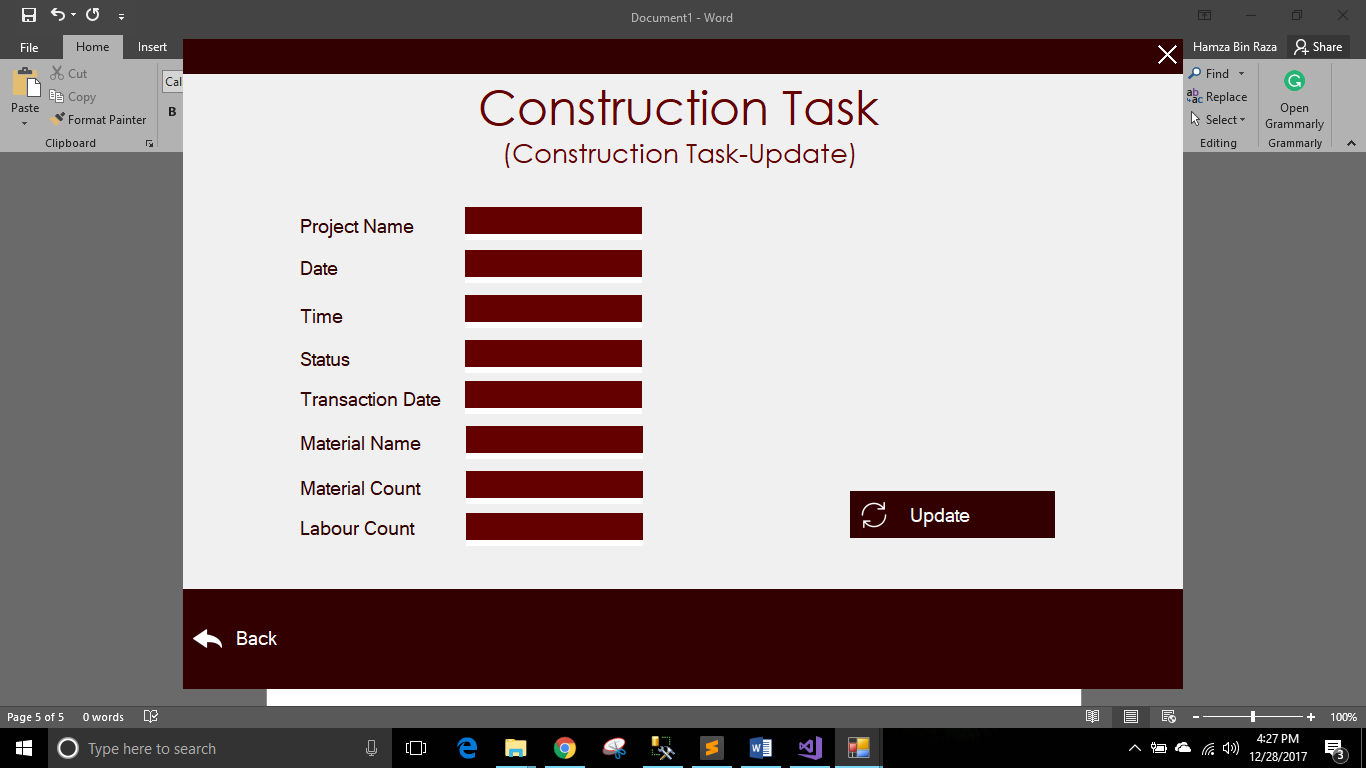 Document1 - Word
File Home Insert Hamza Bin Raza Share
Cut
Copy
Format Painter
Paste
Clipboard
Cal
B
Find
Replace
Select
Editing
Open
Grammarly
Grammarly
Construction Task
(Construction Task-Update)
Project Name
Date
Time
Status
Transaction Date
Material Name
Material Count
Labour Count
Update
Back
Page 5 of 5 0 words 100%
Type here to search
4:27 PM
12/28/2017
3